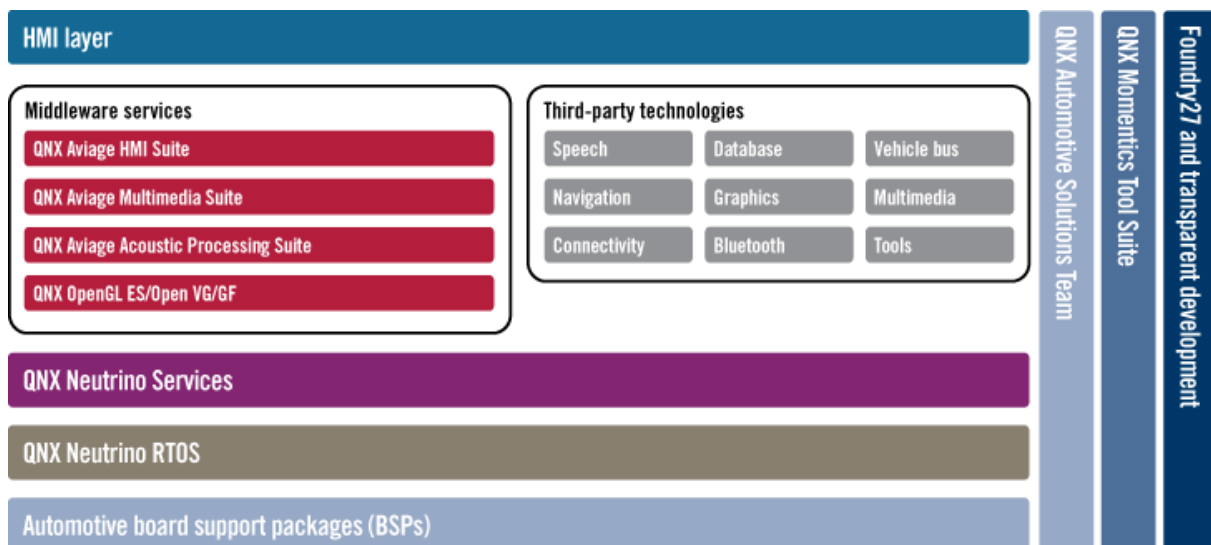 HMI layer
Middleware services
QNX Aviage HMI Suite
QNX Aviage Multimedia Suite
QNX Aviage Acoustic Processing Suite
QNX OpenGL ES/Open VG/GF
Third-party technologies
Speech
Database
Vehicle bus
Navigation
Graphics
Multimedia
Connectivity
Bluetooth
Tools
QNX Neutrino Services
QNX Neutrino RTOS
Automotive board support packages (BSPs)
QNX Automotive Solutions Team
QNX Momentics Tool Suite
Foundry27 and transparent development